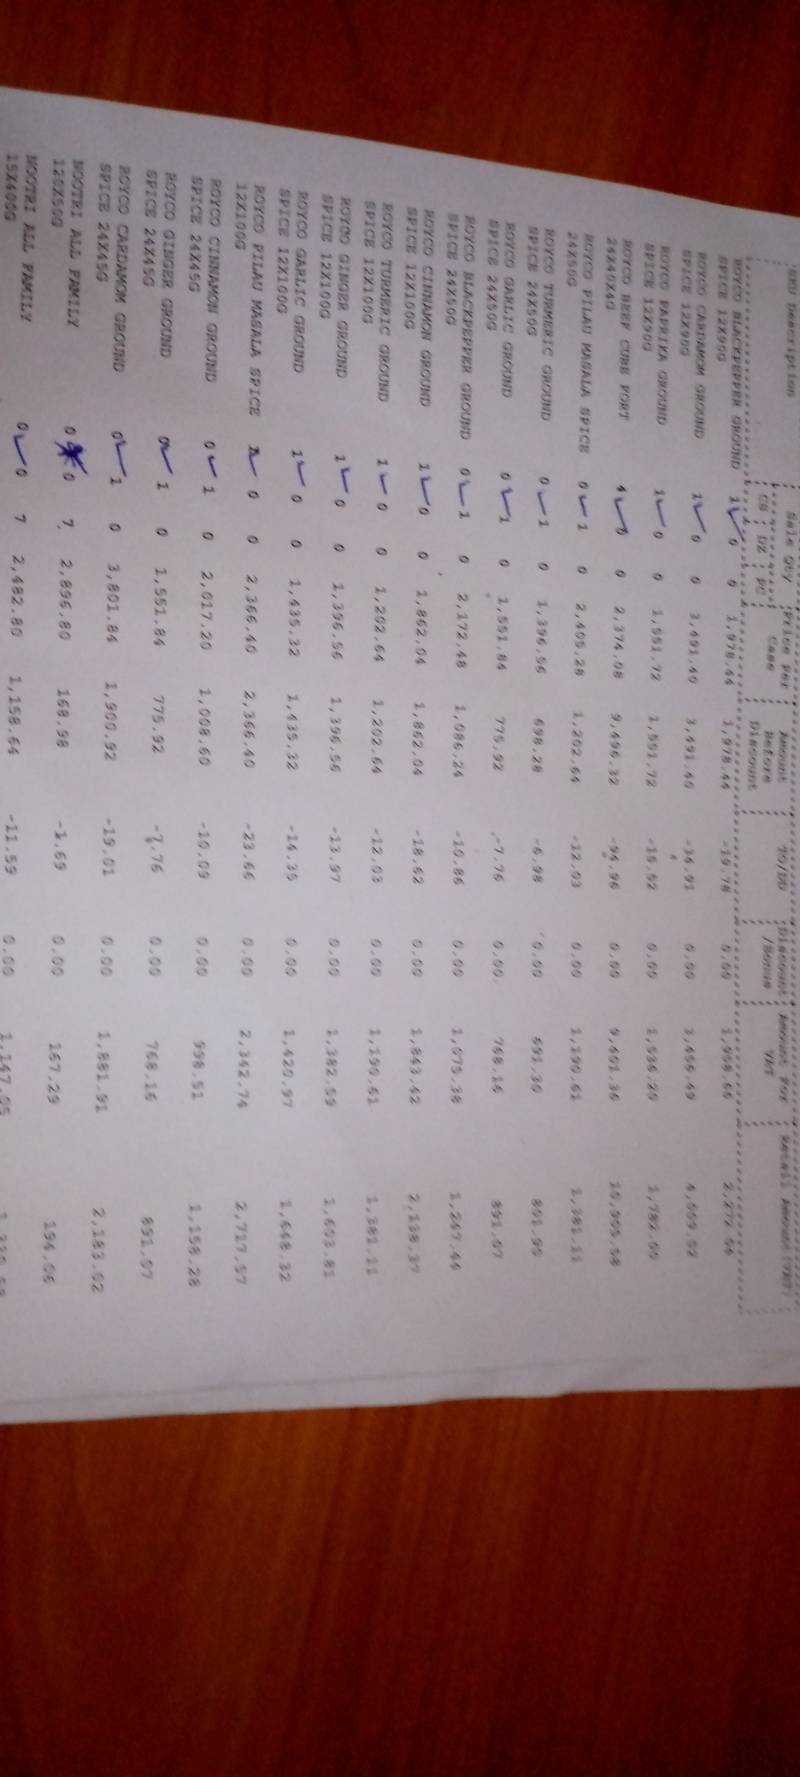 SKU Description Sale Qty Price Per Amount TO/DD Discount Amount For Retail Amount(VAT)
CS DZ PC Case Before /Bonus VAT
Discount
ROYCO BLACKPEPPER GROUND 1 0 0 1,978.44 1,978.44 -19.78 0.00
SPICE 12X90G
ROYCO CARDAMOM GROUND 1 0 0 3,491.40 3,491.40 -34.91 0.00 3,456.49
SPICE 12X90G
ROYCO PAPRIKA GROUND 1 0 0 1,551.72 1,551.72 -15.52 0.00 1,536.20 1,782.00
SPICE 12X90G
ROYCO BEEF CUBE FORT 4 0 0 2,374.08 9,496.32 -94.96 0.00 9,401.36 10,905.58
24X40X4G
ROYCO PILAU MASALA SPICE 0 1 0 2,405.28 1,202.64 -12.03 0.00 1,190.61 1,381.11
24X50G
ROYCO TURMERIC GROUND 0 1 0 1,396.56 698.28 -6.98 0.00 691.30 801.90
SPICE 24X50G
ROYCO GARLIC GROUND 0 1 0 1,551.84 775.92 -7.76 0.00 768.16 891.07
SPICE 24X50G
ROYCO BLACKPEPPER GROUND 0 1 0 2,172.48 1,086.24 -10.86 0.00 1,075.38 1,247.44
SPICE 24X50G
ROYCO CINNAMON GROUND 1 0 0 1,862.04 1,862.04 -18.62 0.00 1,843.42 2,138.37
SPICE 12X100G
ROYCO TURMERIC GROUND 1 0 0 1,202.64 1,202.64 -12.03 0.00 1,190.61 1,381.11
SPICE 12X100G
ROYCO GINGER GROUND 1 0 0 1,396.56 1,396.56 -13.97 0.00 1,382.59 1,603.81
SPICE 12X100G
ROYCO GARLIC GROUND 1 0 0 1,435.32 1,435.32 -14.35 0.00 1,420.97 1,648.32
SPICE 12X100G
ROYCO PILAU MASALA SPICE 1 0 0 2,366.40 2,366.40 -23.66 0.00 2,342.74 2,717.57
12X100G
ROYCO CINNAMON GROUND 0 1 0 2,017.20 1,008.60 -10.09 0.00 998.51 1,158.28
SPICE 24X45G
ROYCO GINGER GROUND 0 1 0 1,551.84 775.92 -7.76 0.00 768.16 891.07
SPICE 24X45G
ROYCO CARDAMOM GROUND 0 1 0 3,801.84 1,900.92 -19.01 0.00 1,881.91 2,183.02
SPICE 24X45G
NOOTRI ALL FAMILY 0 0 7 2,896.80 168.98 -1.69 0.00 167.29 194.06
120X50G
NOOTRI ALL FAMILY 0 0 7 2,482.80 1,158.64 -11.59 0.00 1,147.05
15X400G